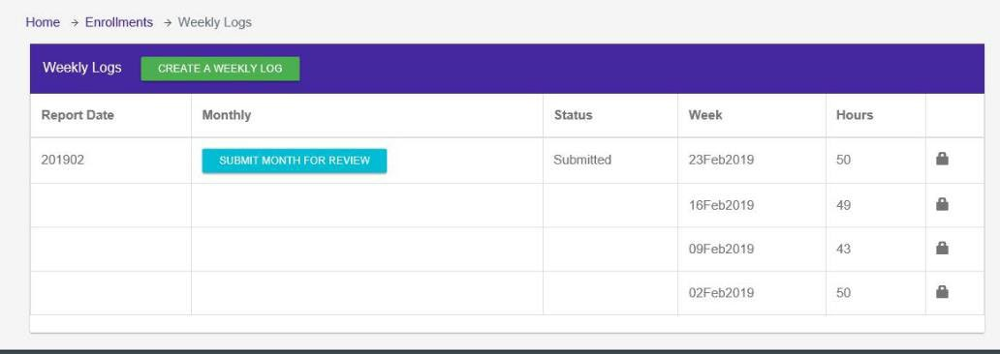 Home → Enrollments → Weekly Logs
Weekly Logs CREATE A WEEKLY LOG
Report Date Monthly Status Week Hours
201902 SUBMIT MONTH FOR REVIEW Submitted 23Feb2019 50
16Feb2019 49
09Feb2019 43
02Feb2019 50